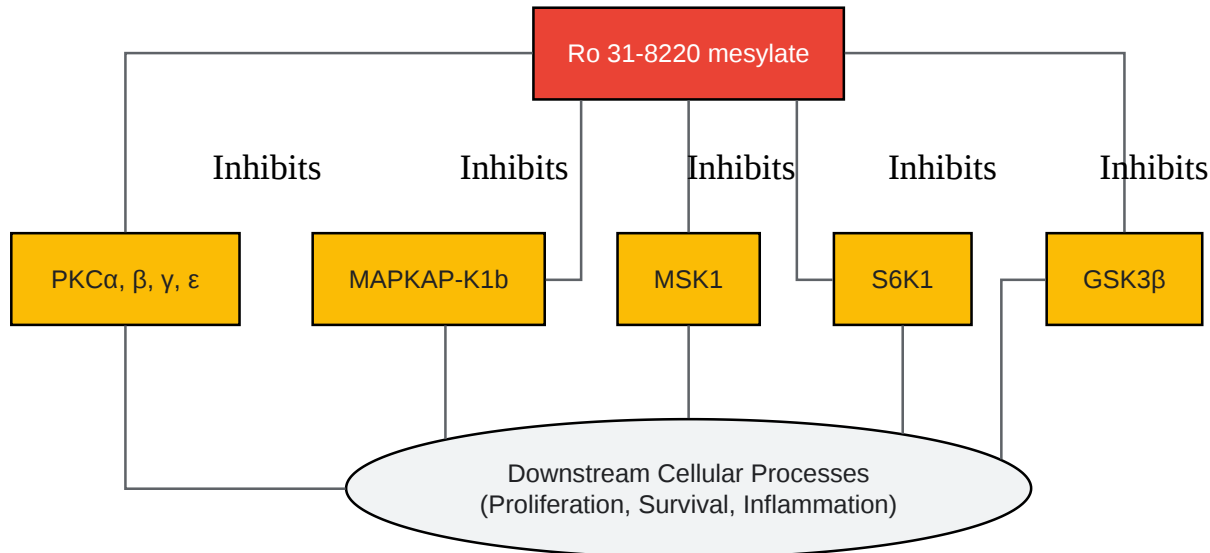 Ro 31-8220 mesylate
Inhibits
Inhibits
Inhibits
Inhibits
Inhibits
PKCα, β, γ, ε
MAPKAP-K1b
MSK1
S6K1
GSK3β
Downstream Cellular Processes
(Proliferation, Survival, Inflammation)